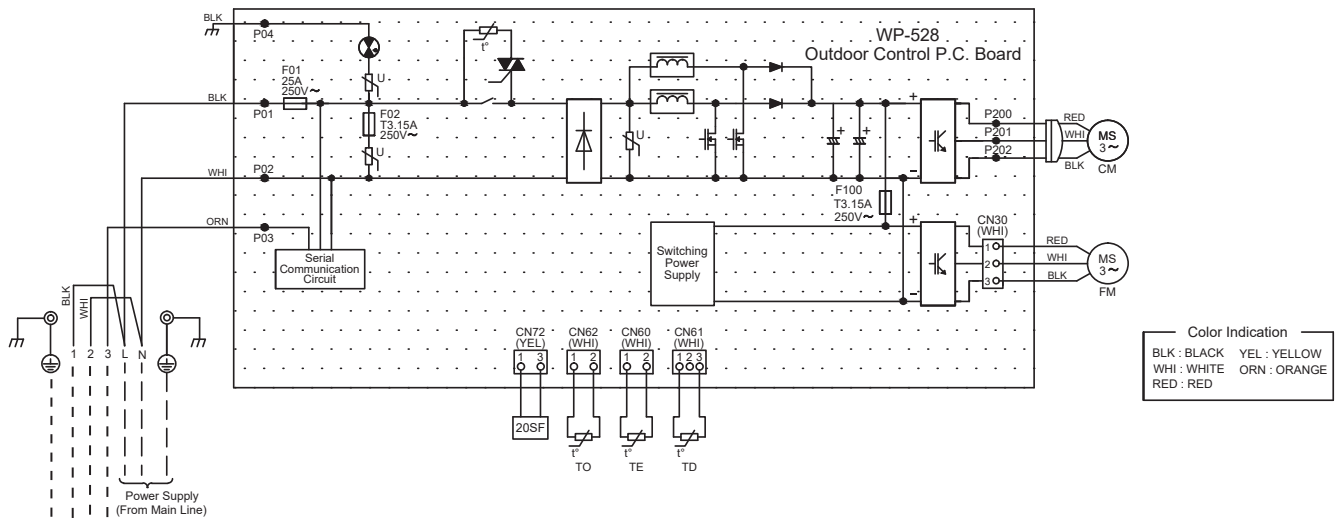 BLK
P04
WP-528
Outdoor Control P.C. Board
t°
F01
25A
250V~
U
BLK
P01
F02
T3.15A
250V~
U
U
+
+
+
P200
RED
P201
WHI
P202
BLK
MS
3~
CM
WHI
P02
-
F100
T3.15A
250V~
ORN
P03
Serial
Communication
Circuit
Switching
Power
Supply
+
-
CN30
(WHI)
1
2
3
RED
WHI
BLK
MS
3~
FM
BLK
WHI
1 2 3 L N
Power Supply
(From Main Line)
CN72
(YEL)
1 3
20SF
CN62
(WHI)
1 2
t°
TO
CN60
(WHI)
1 2
t°
TE
CN61
(WHI)
1 2 3
t°
TD
Color Indication
BLK : BLACK YEL : YELLOW
WHI : WHITE ORN : ORANGE
RED : RED